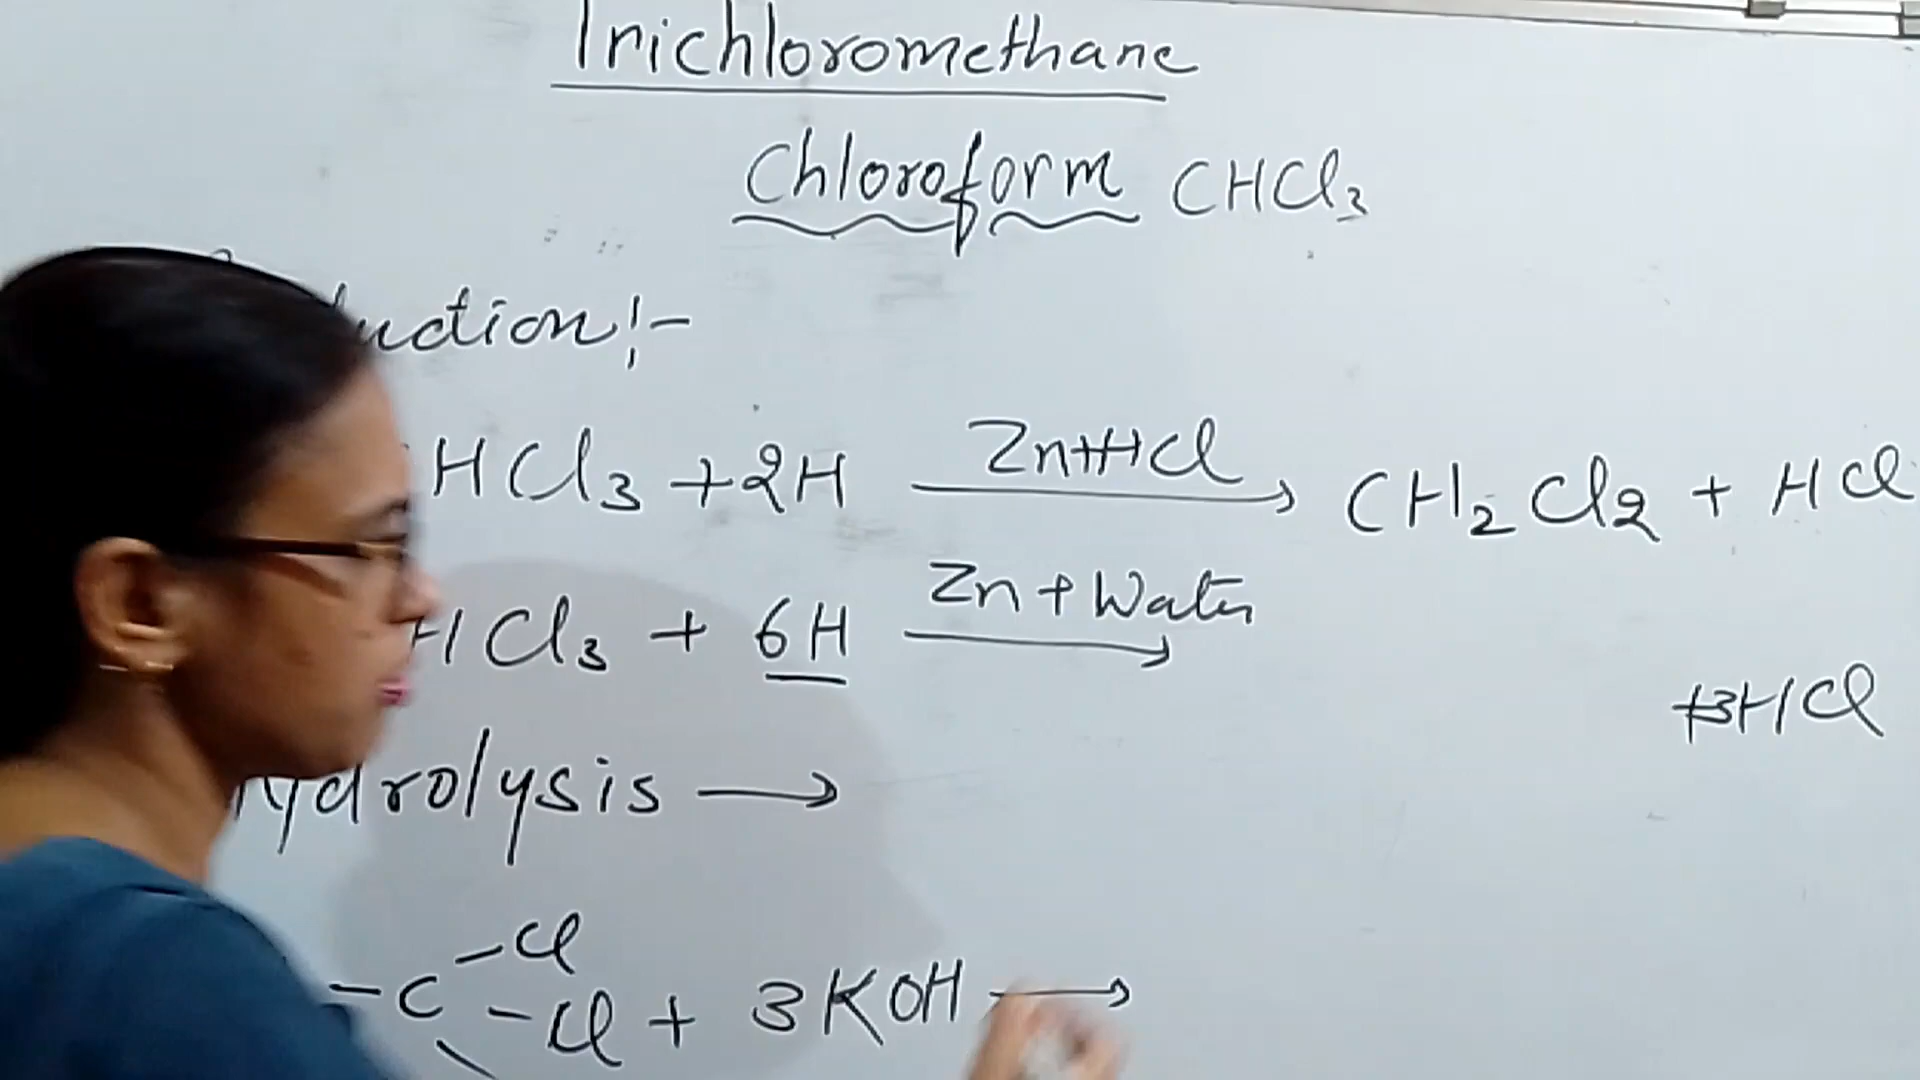 Trichloromethane
Chloroform CHCl3
uction!-
HCl3 + 2H Zn+HCl → CH2Cl2 + HCl
HCl3 + 6H Zn + Water →
+3HCl
ydrolysis →
-Cl
-C -Cl + 3KOH →